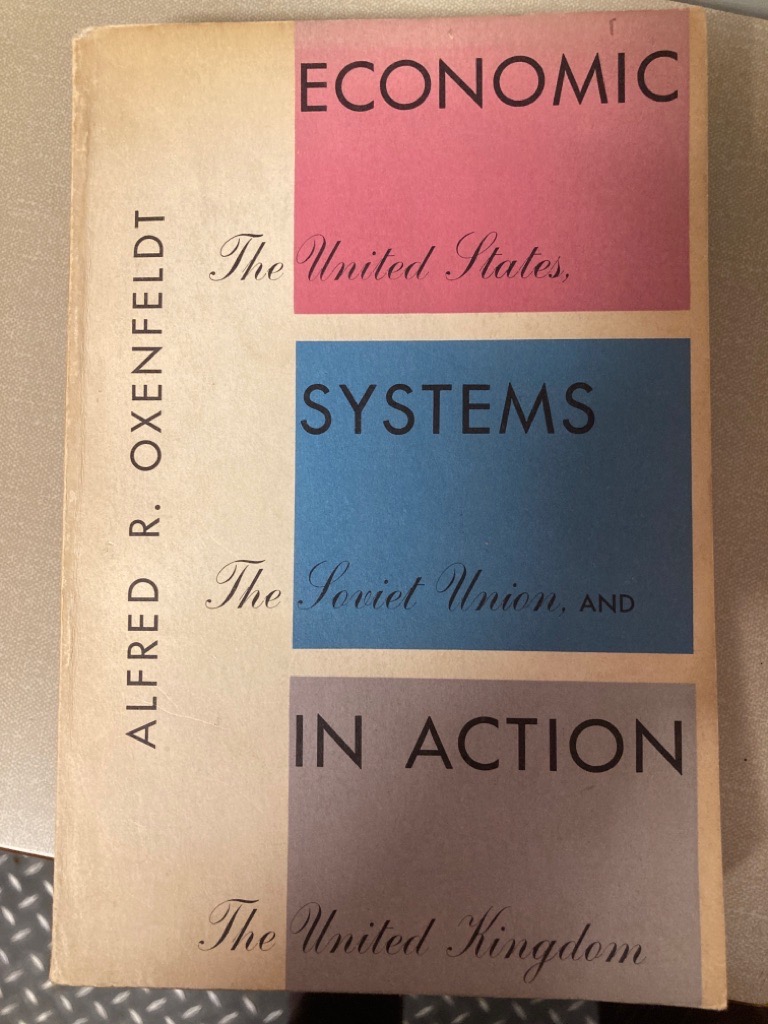 ECONOMIC
The United States,
SYSTEMS
The Soviet Union, AND
IN ACTION
The United Kingdom
ALFRED R. OXENFELDT